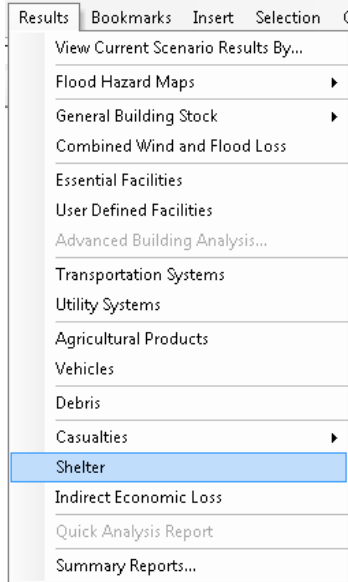 Results Bookmarks Insert Selection
View Current Scenario Results By...
Flood Hazard Maps
General Building Stock
Combined Wind and Flood Loss
Essential Facilities
User Defined Facilities
Advanced Building Analysis...
Transportation Systems
Utility Systems
Agricultural Products
Vehicles
Debris
Casualties
Shelter
Indirect Economic Loss
Quick Analysis Report
Summary Reports...